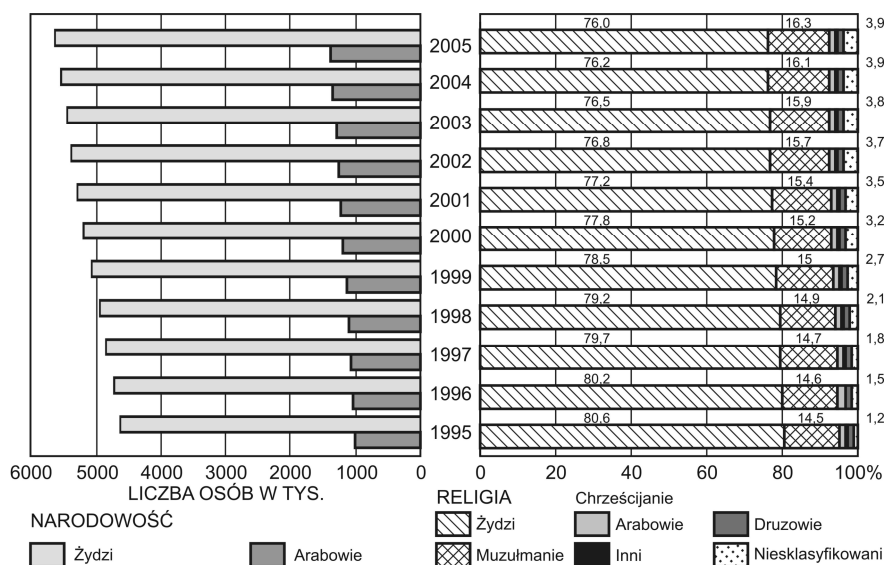 76,0 16,3 3,9
2005
76,2 16,1 3,9
2004
76,5 15,9 3,8
2003
76,8 15,7 3,7
2002
77,2 15,4 3,5
2001
77,8 15,2 3,2
2000
78,5 15 2,7
1999
79,2 14,9 2,1
1998
79,7 14,7 1,8
1997
80,2 14,6 1,5
1996
80,6 14,5 1,2
1995
6000 5000 4000 3000 2000 1000 0
LICZBA OSÓB W TYS.
0 20 40 60 80 100%
NARODOWOŚĆ
Żydzi Arabowie
RELIGIA Chrześcijanie
Żydzi Arabowie Druzowie
Muzułmanie Inni Niesklasyfikowani